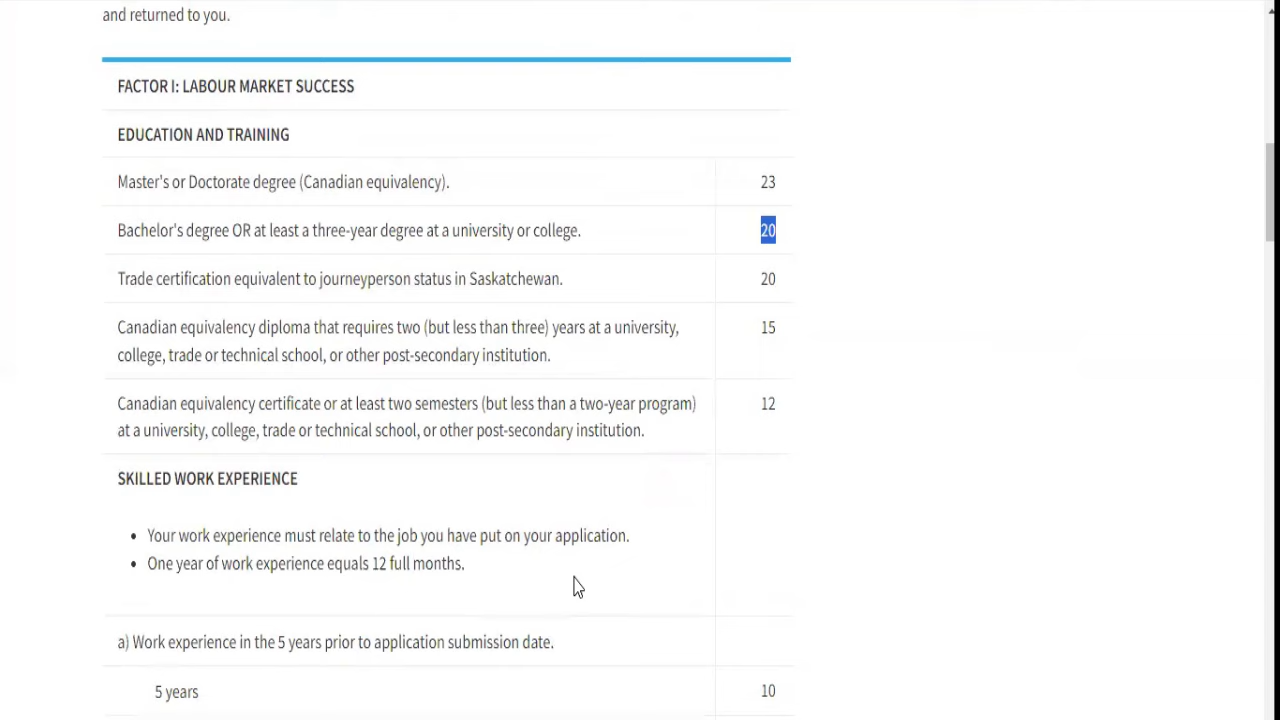 and returned to you.
FACTOR I: LABOUR MARKET SUCCESS
EDUCATION AND TRAINING
Master's or Doctorate degree (Canadian equivalency). 23
Bachelor's degree OR at least a three-year degree at a university or college. 20
Trade certification equivalent to journeyperson status in Saskatchewan. 20
Canadian equivalency diploma that requires two (but less than three) years at a university, 15
college, trade or technical school, or other post-secondary institution.
Canadian equivalency certificate or at least two semesters (but less than a two-year program) 12
at a university, college, trade or technical school, or other post-secondary institution.
SKILLED WORK EXPERIENCE
• Your work experience must relate to the job you have put on your application.
• One year of work experience equals 12 full months.
a) Work experience in the 5 years prior to application submission date.
5 years 10